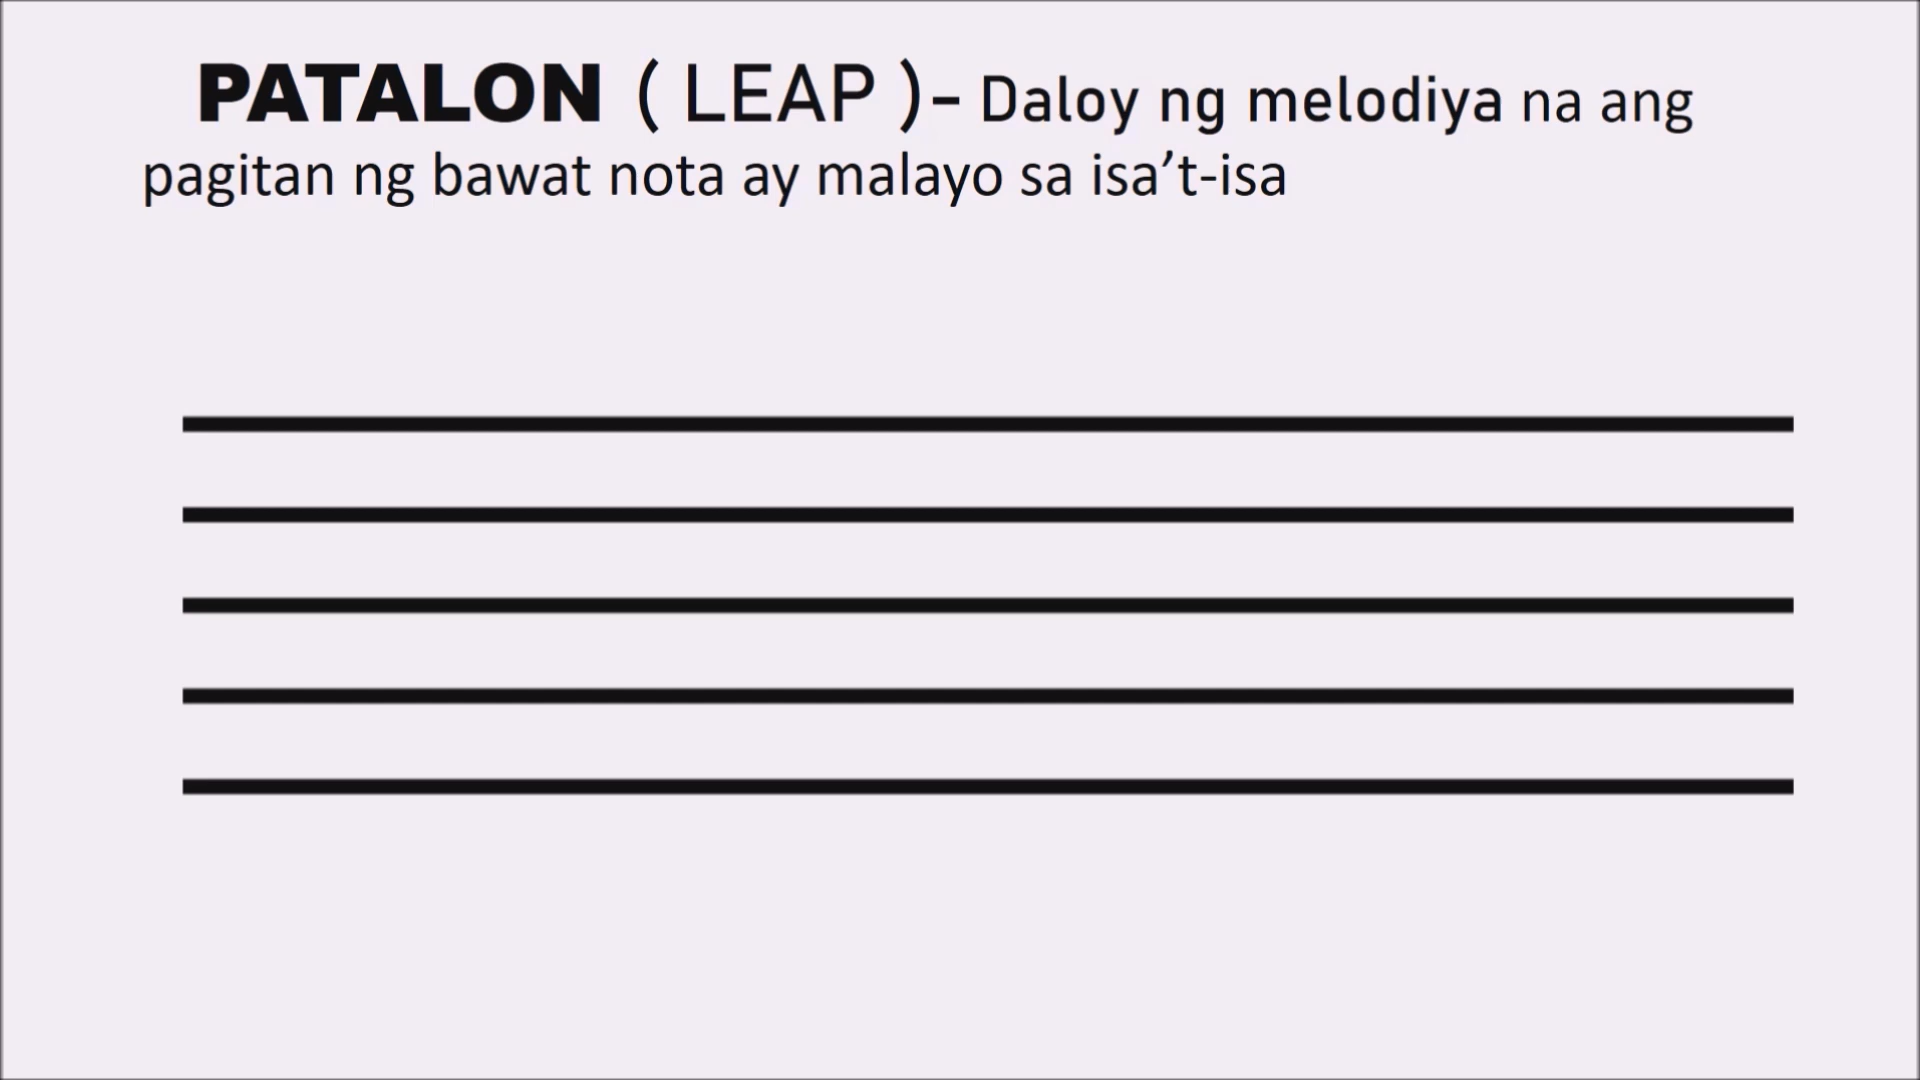 PATALON ( LEAP ) – Daloy ng melodiya na ang
pagitan ng bawat nota ay malayo sa isa’t-isa